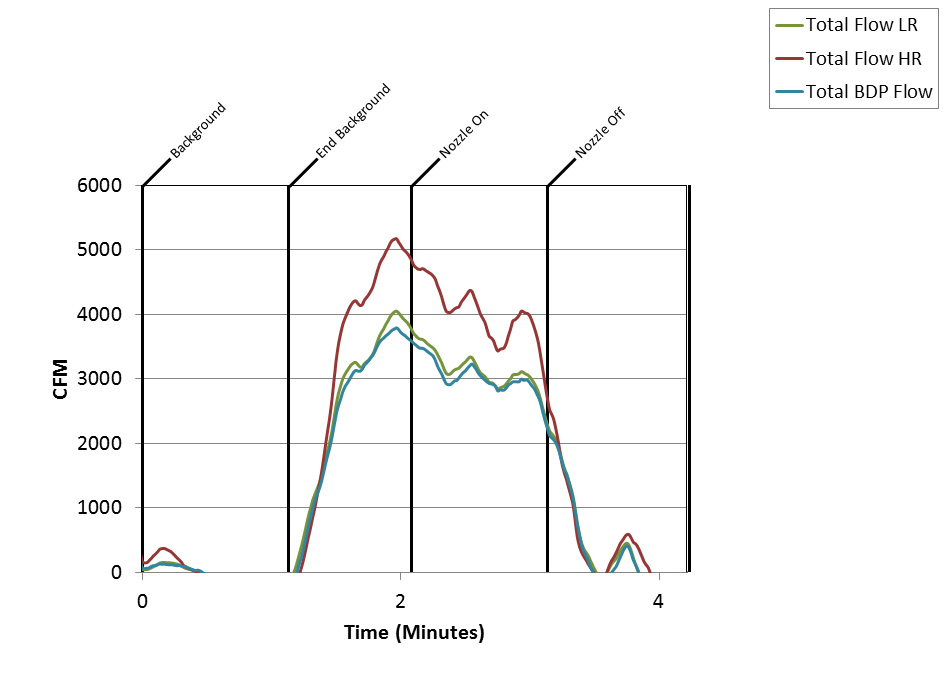 Total Flow LR
Total Flow HR
Total BDP Flow
Background
End Background
Nozzle On
Nozzle Off
6000
5000
4000
3000
2000
1000
0
CFM
0 2 4
Time (Minutes)